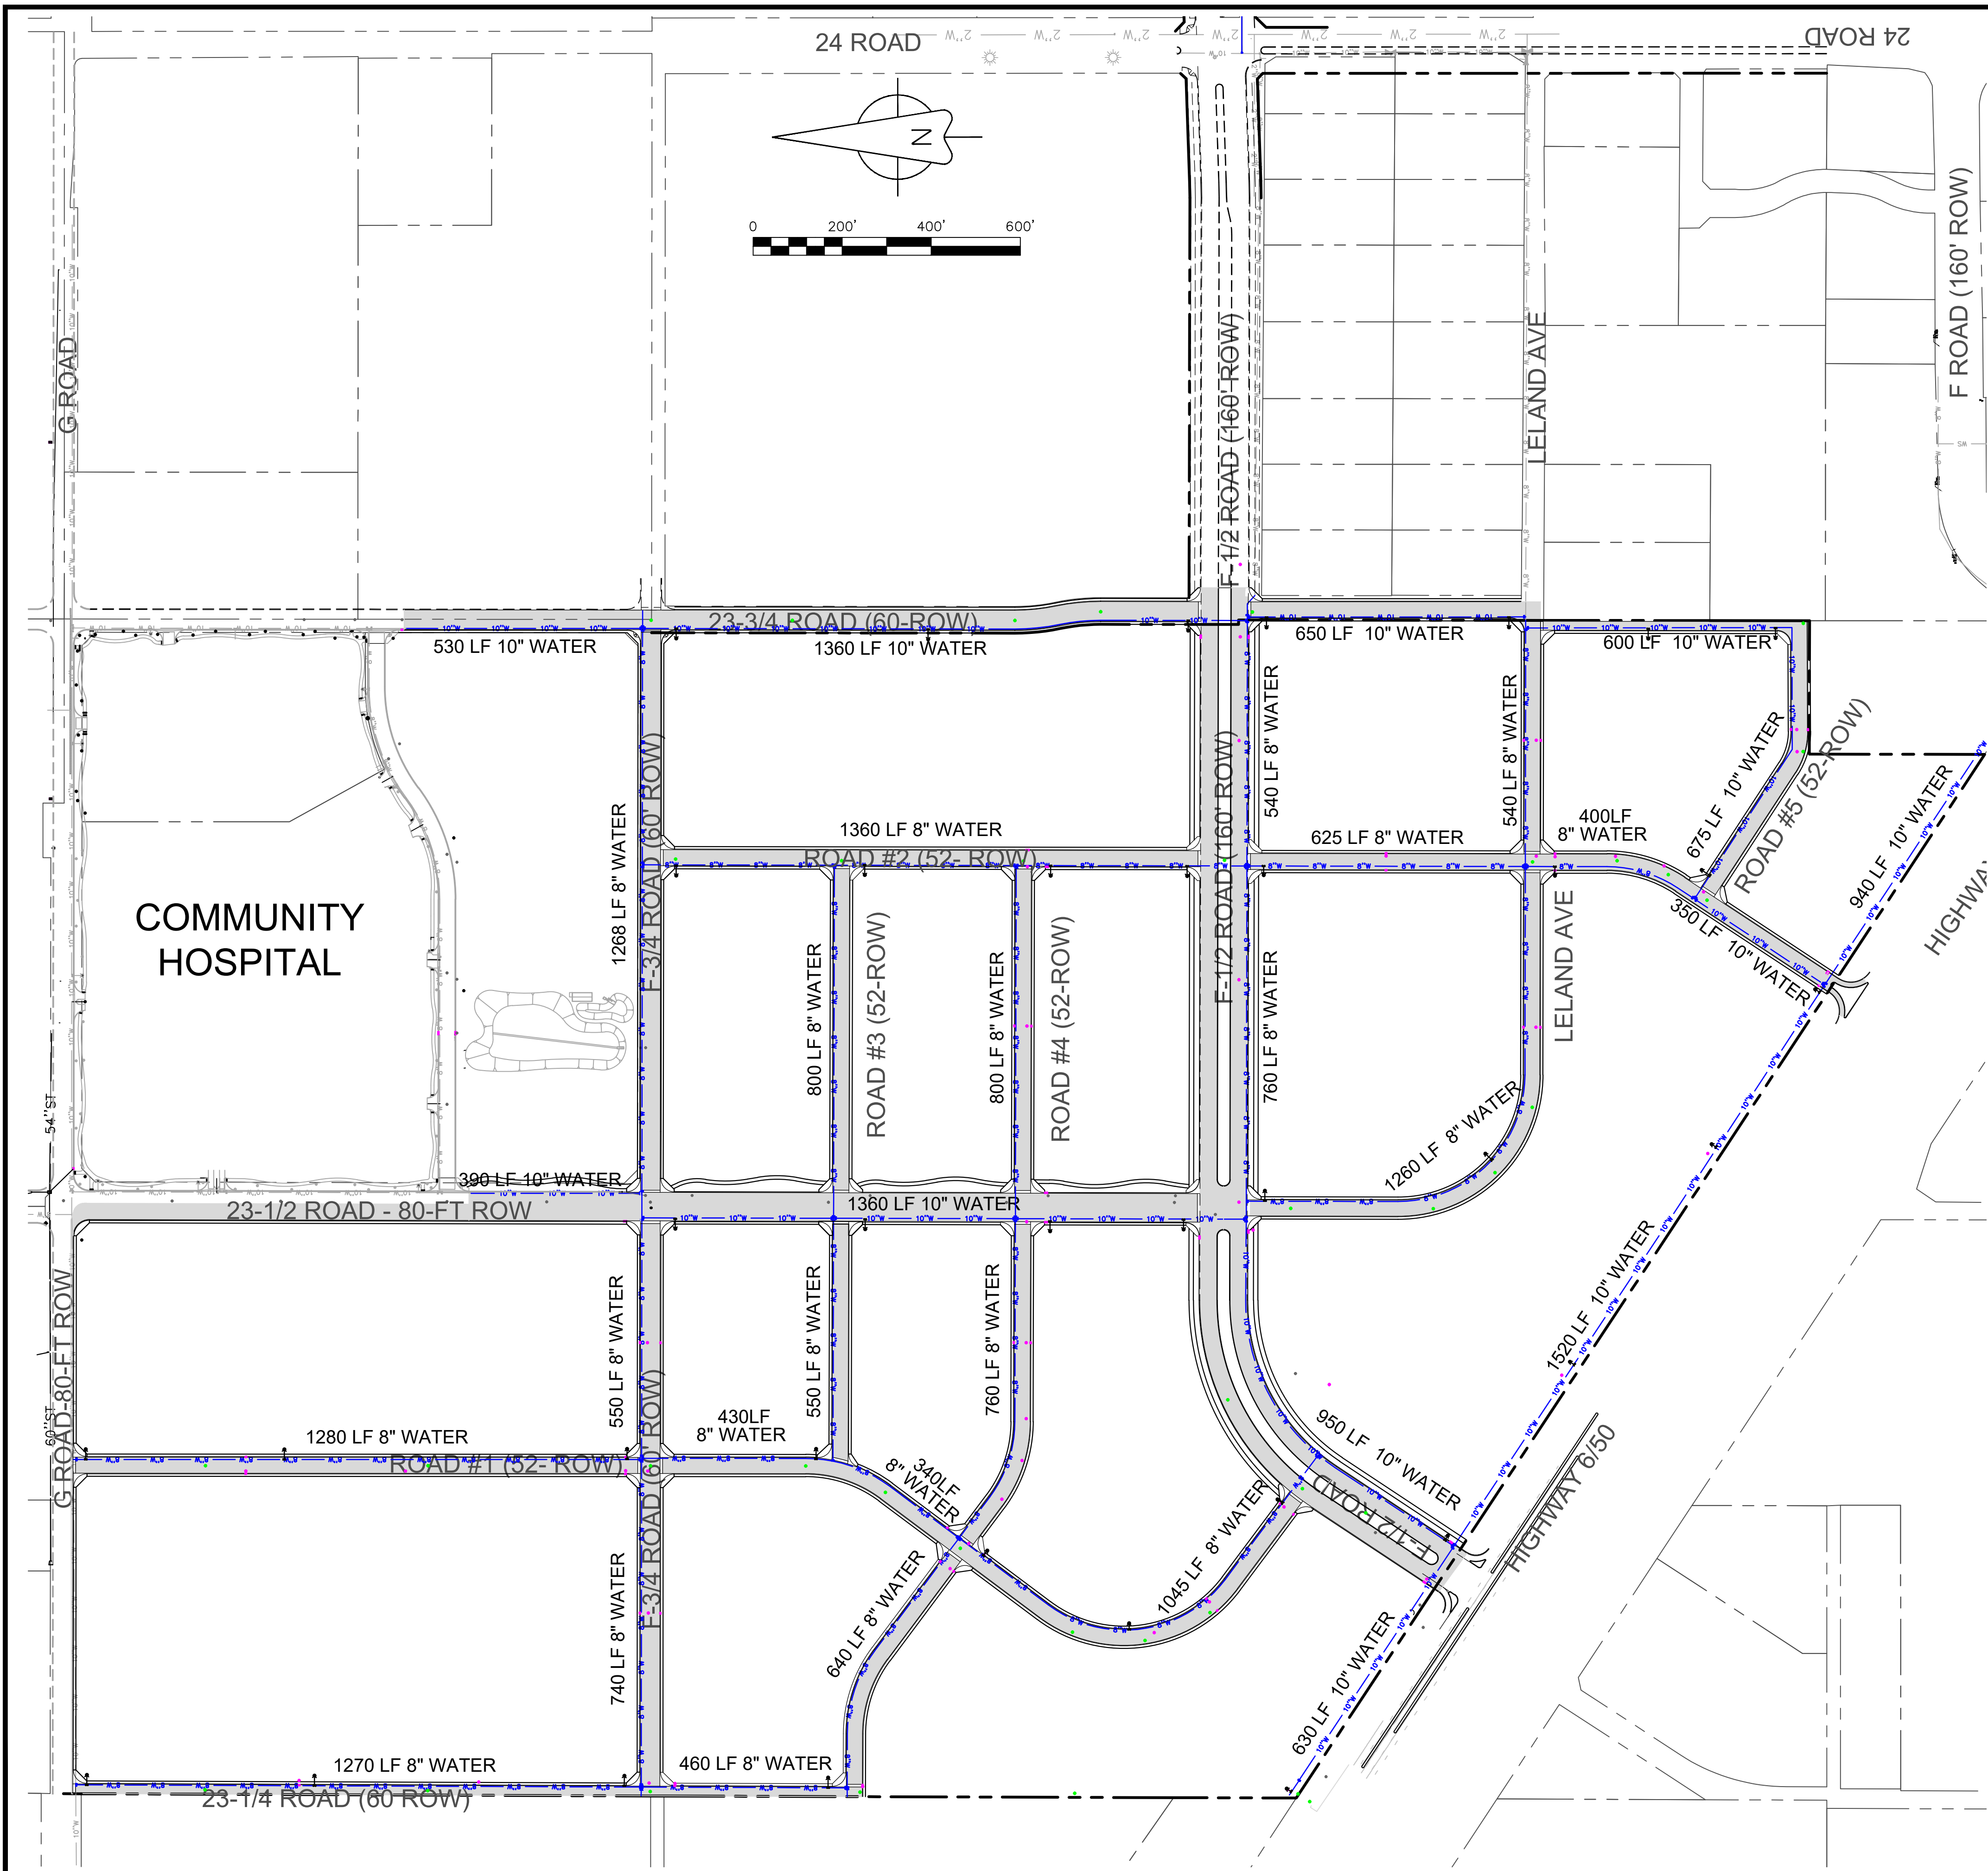 24 ROAD
24 ROAD
N
0 200' 400' 600'
G ROAD
F-1/2 ROAD (160' ROW)
LELAND AVE
F ROAD (160' ROW)
23-3/4 ROAD (60-ROW)
530 LF 10" WATER
1360 LF 10" WATER
650 LF 10" WATER
600 LF 10" WATER
1268 LF 8" WATER
F-3/4 ROAD (60' ROW)
1360 LF 8" WATER
ROAD #2 (52- ROW)
F-1/2 ROAD (160' ROW)
540 LF 8" WATER
540 LF 8" WATER
625 LF 8" WATER
400LF
8" WATER
675 LF 10" WATER
ROAD #5 (52-ROW)
940 LF 10" WATER
350 LF 10" WATER
HIGHWA
COMMUNITY
HOSPITAL
800 LF 8" WATER
ROAD #3 (52-ROW)
800 LF 8" WATER
ROAD #4 (52-ROW)
760 LF 8" WATER
LELAND AVE
1260 LF 8" WATER
54"ST
390 LF 10" WATER
1360 LF 10" WATER
23-1/2 ROAD - 80-FT ROW
G ROAD-80-FT ROW
60"ST
550 LF 8" WATER
550 LF 8" WATER
760 LF 8" WATER
1520 LF 10" WATER
1280 LF 8" WATER
ROAD #1 (52- ROW)
F-3/4 ROAD (60' ROW)
430LF
8" WATER
340LF
8" WATER
950 LF 10" WATER
F-1/2 ROAD
HIGHWAY 6/50
740 LF 8" WATER
640 LF 8" WATER
1045 LF 8" WATER
630 LF 10" WATER
1270 LF 8" WATER
460 LF 8" WATER
23-1/4 ROAD (60 ROW)